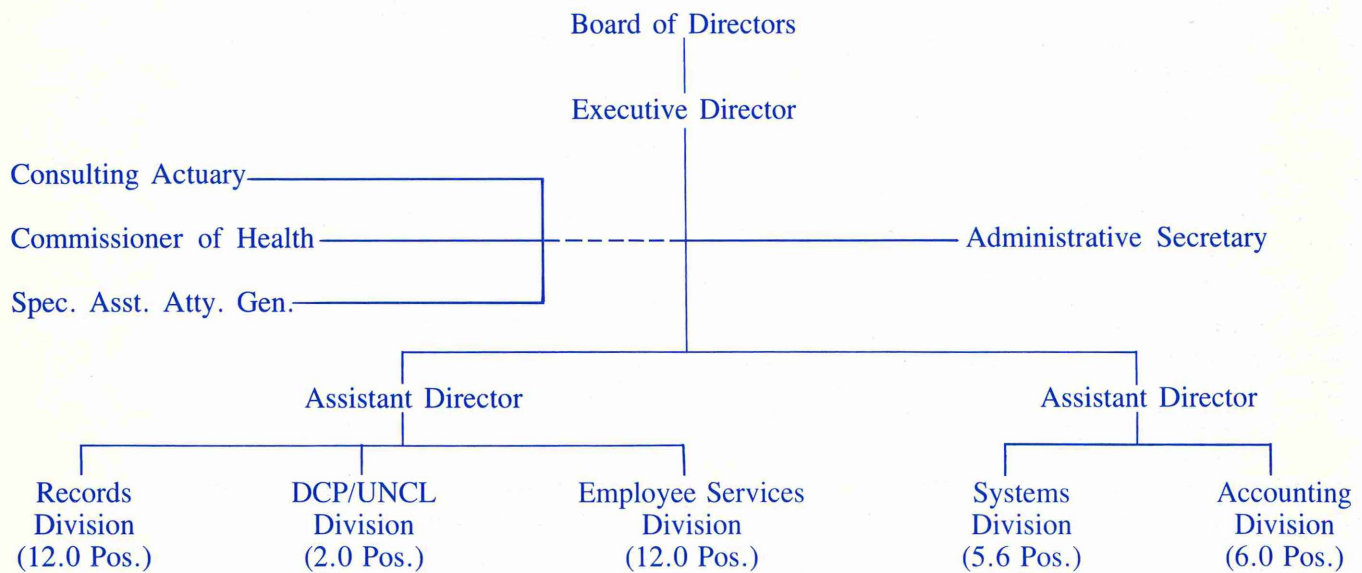 Board of Directors
Executive Director
Consulting Actuary
Commissioner of Health
Administrative Secretary
Spec. Asst. Atty. Gen.
Assistant Director
Assistant Director
Records
Division
(12.0 Pos.)
DCP/UNCL
Division
(2.0 Pos.)
Employee Services
Division
(12.0 Pos.)
Systems
Division
(5.6 Pos.)
Accounting
Division
(6.0 Pos.)